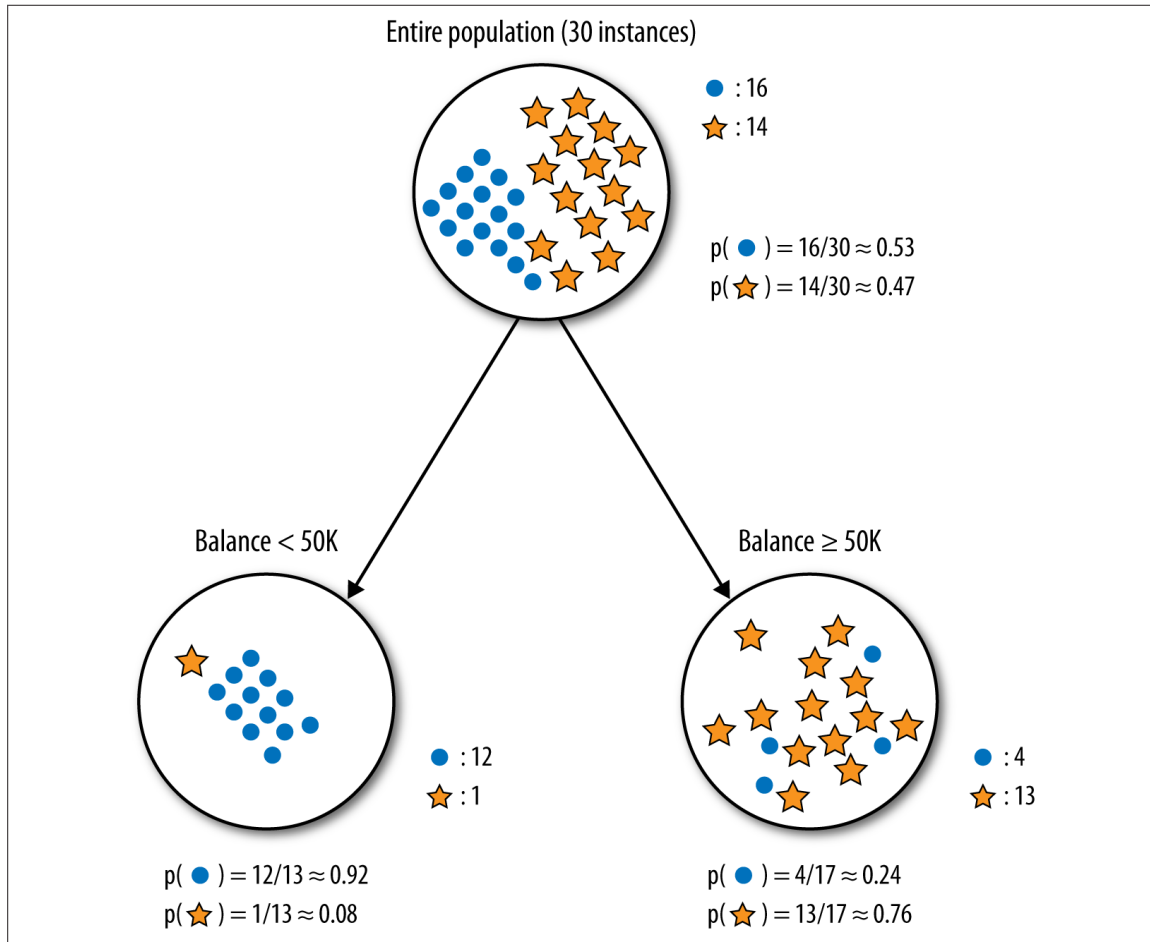 Entire population (30 instances)
: 16
: 14
p( ) = 16/30 ≈ 0.53
p( ) = 14/30 ≈ 0.47
Balance < 50K
Balance ≥ 50K
: 12
: 1
: 4
: 13
p( ) = 12/13 ≈ 0.92
p( ) = 1/13 ≈ 0.08
p( ) = 4/17 ≈ 0.24
p( ) = 13/17 ≈ 0.76